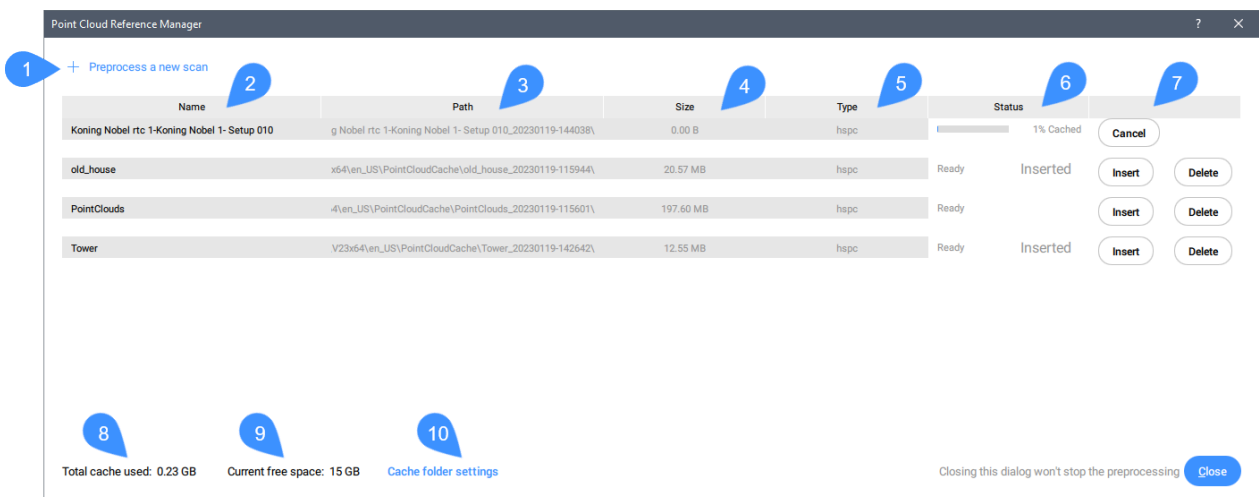 Point Cloud Reference Manager ? ×
1 + Preprocess a new scan
2 3 4 5 6 7
Name Path Size Type Status
Koning Nobel rtc 1-Koning Nobel 1- Setup 010 g Nobel rtc 1-Koning Nobel 1- Setup 010_20230119-144038\ 0.00 B hspc 1% Cached Cancel
old_house x64\en_US\PointCloudCache\old_house_20230119-115944\ 20.57 MB hspc Ready Inserted Insert Delete
PointClouds -4\en_US\PointCloudCache\PointClouds_20230119-115601\ 197.60 MB hspc Ready Insert Delete
Tower V23x64\en_US\PointCloudCache\Tower_20230119-142642\ 12.55 MB hspc Ready Inserted Insert Delete
8 9 10
Total cache used: 0.23 GB Current free space: 15 GB Cache folder settings Closing this dialog won't stop the preprocessing Close